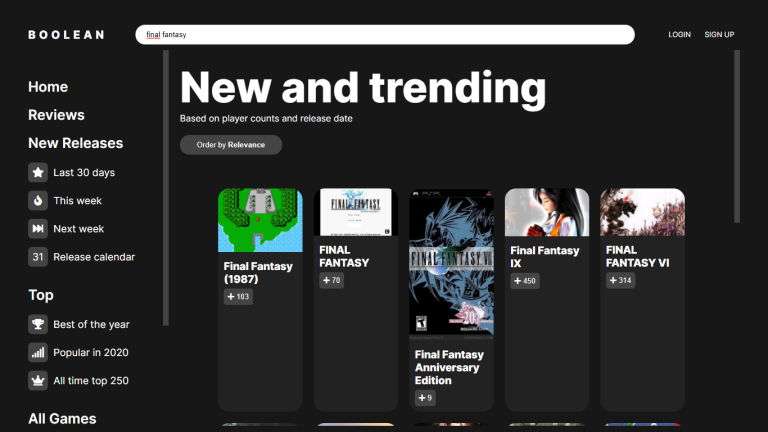 BOOLEAN
final fantasy
LOGIN
SIGN UP
Home
Reviews
New Releases
Last 30 days
This week
Next week
31 Release calendar
Top
Best of the year
Popular in 2020
All time top 250
All Games
New and trending
Based on player counts and release date
Order by Relevance
Final Fantasy
(1987)
+ 103
FINAL FANTASY
FINAL
FANTASY
+ 70
FINAL FANTASY VII
Final Fantasy
Anniversary
Edition
+ 9
Final Fantasy
IX
+ 450
FINAL
FANTASY VI
+ 314